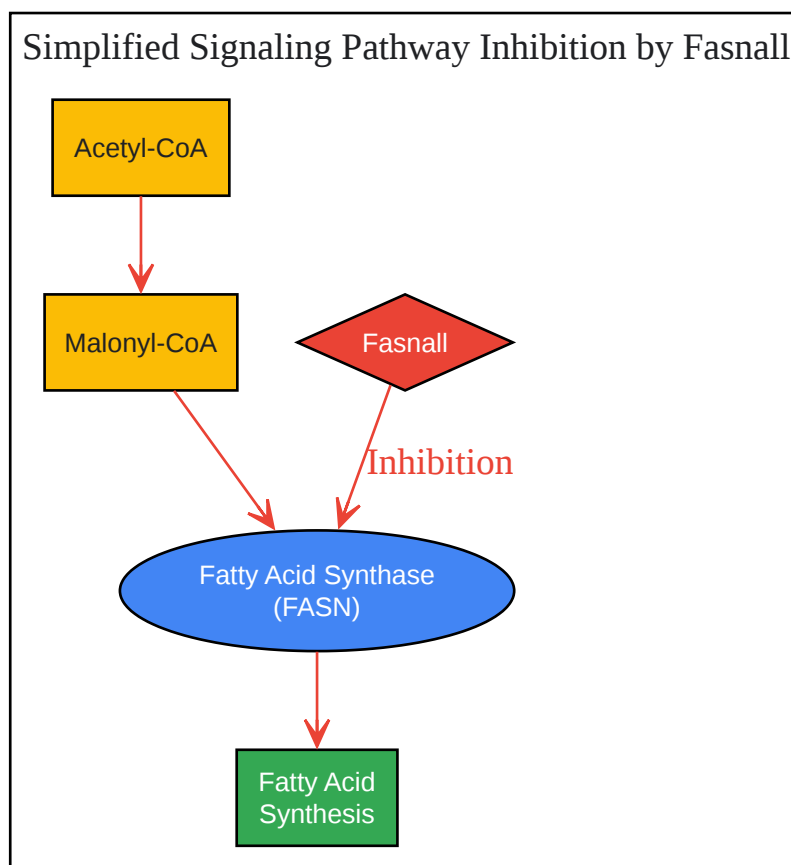 Simplified Signaling Pathway Inhibition by Fasnall
Acetyl-CoA
Malonyl-CoA
Fasnall
Inhibition
Fatty Acid Synthase
(FASN)
Fatty Acid
Synthesis